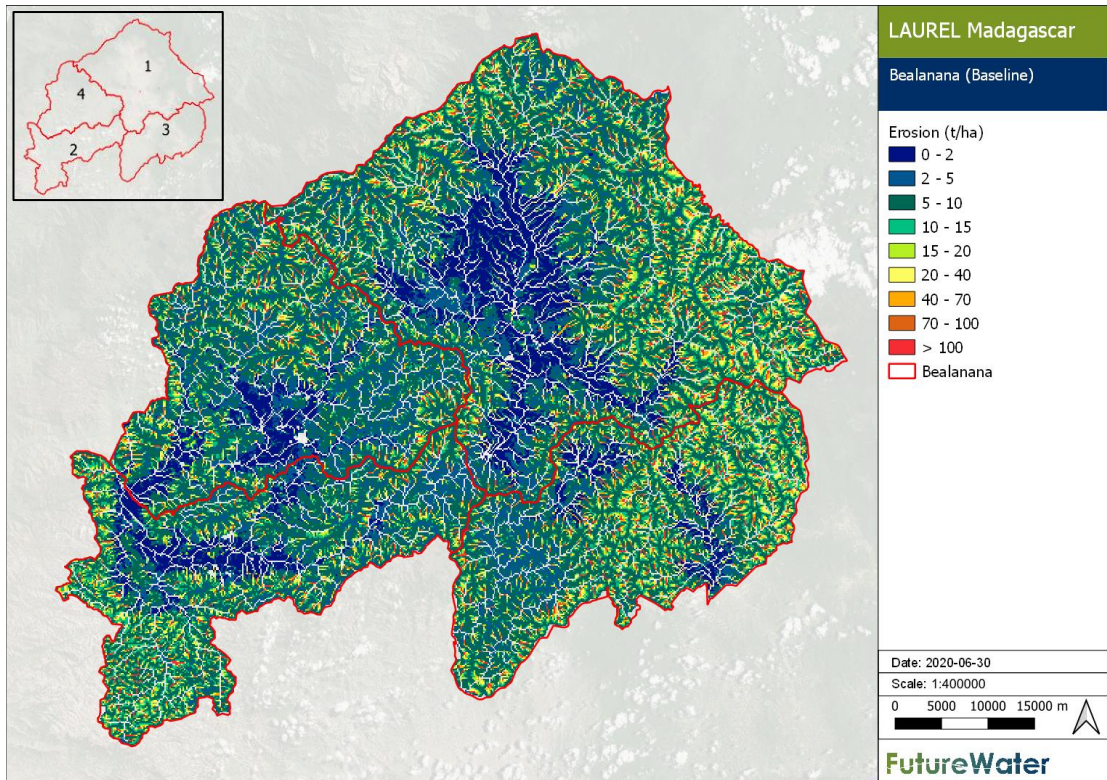 1
4
3
2
LAUREL Madagascar
Bealanana (Baseline)
Erosion (t/ha)
0 - 2
2 - 5
5 - 10
10 - 15
15 - 20
20 - 40
40 - 70
70 - 100
> 100
Bealanana
Date: 2020-06-30
Scale: 1:400000
0 5000 10000 15000 m
FutureWater